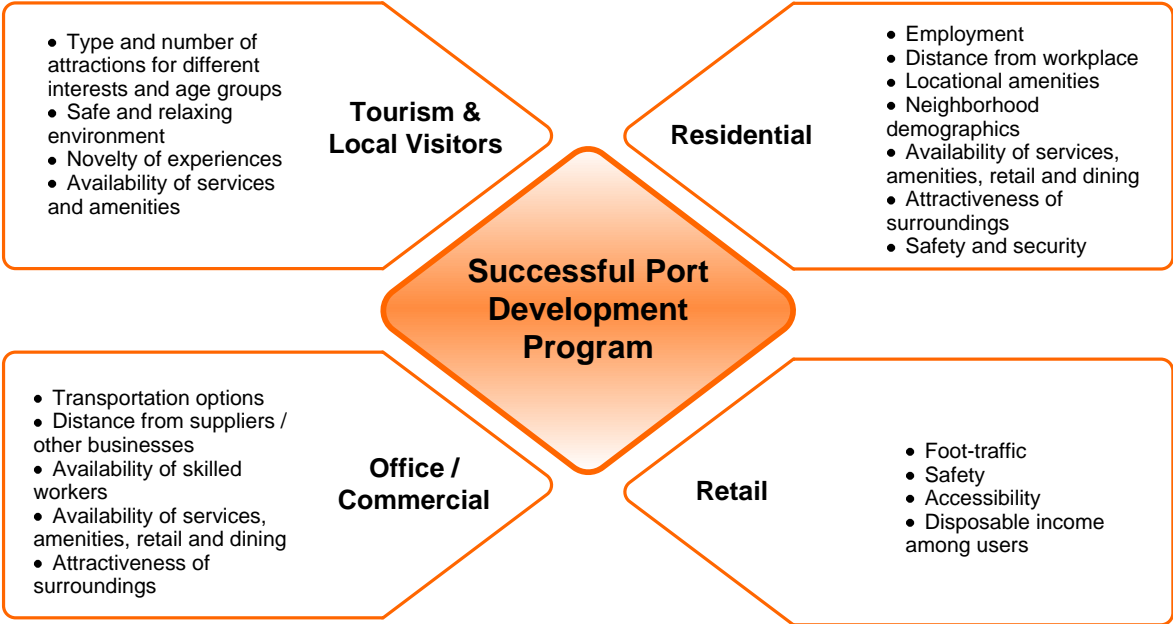 • Type and number of
attractions for different
interests and age groups
• Safe and relaxing
environment
• Novelty of experiences
• Availability of services
and amenities
Tourism &
Local Visitors
Residential
• Employment
• Distance from workplace
• Locational amenities
• Neighborhood
demographics
• Availability of services,
amenities, retail and dining
• Attractiveness of
surroundings
• Safety and security
Successful Port
Development
Program
• Transportation options
• Distance from suppliers /
other businesses
• Availability of skilled
workers
• Availability of services,
amenities, retail and dining
• Attractiveness of
surroundings
Office /
Commercial
Retail
• Foot-traffic
• Safety
• Accessibility
• Disposable income
among users